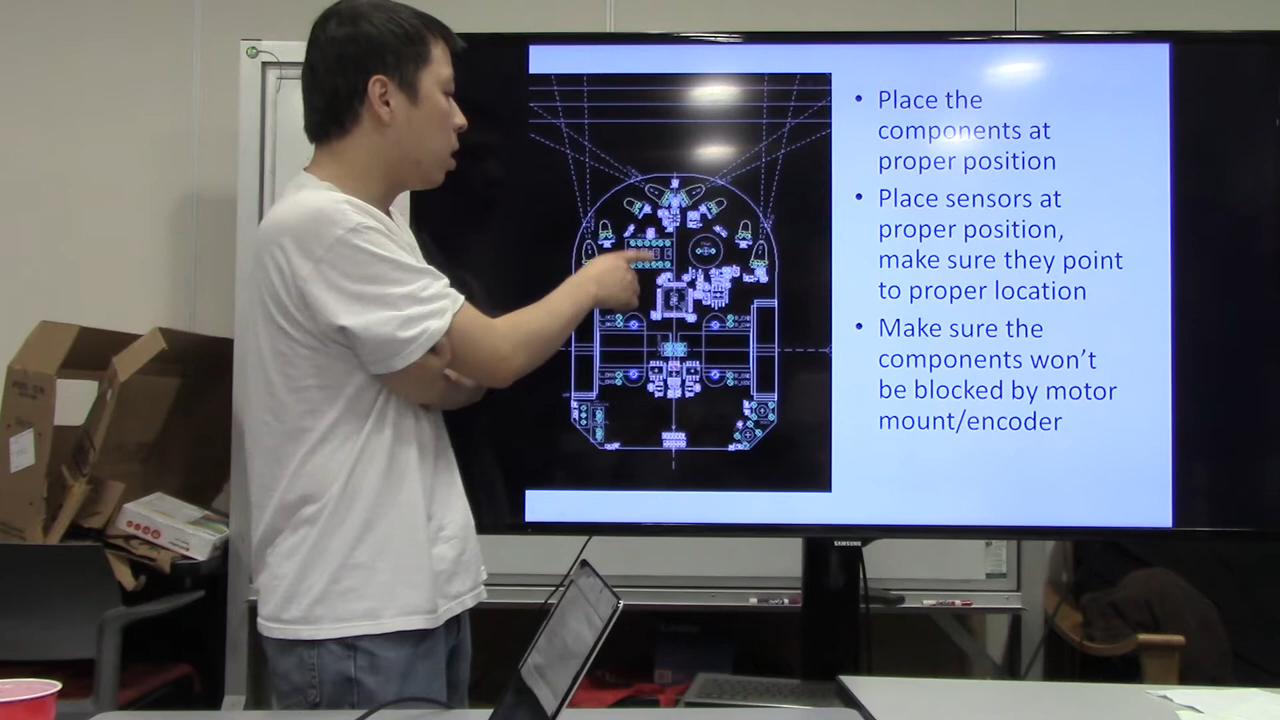 • Place the
components at
proper position
• Place sensors at
proper position,
make sure they point
to proper location
• Make sure the
components won't
be blocked by motor
mount/encoder
SAMSUNG